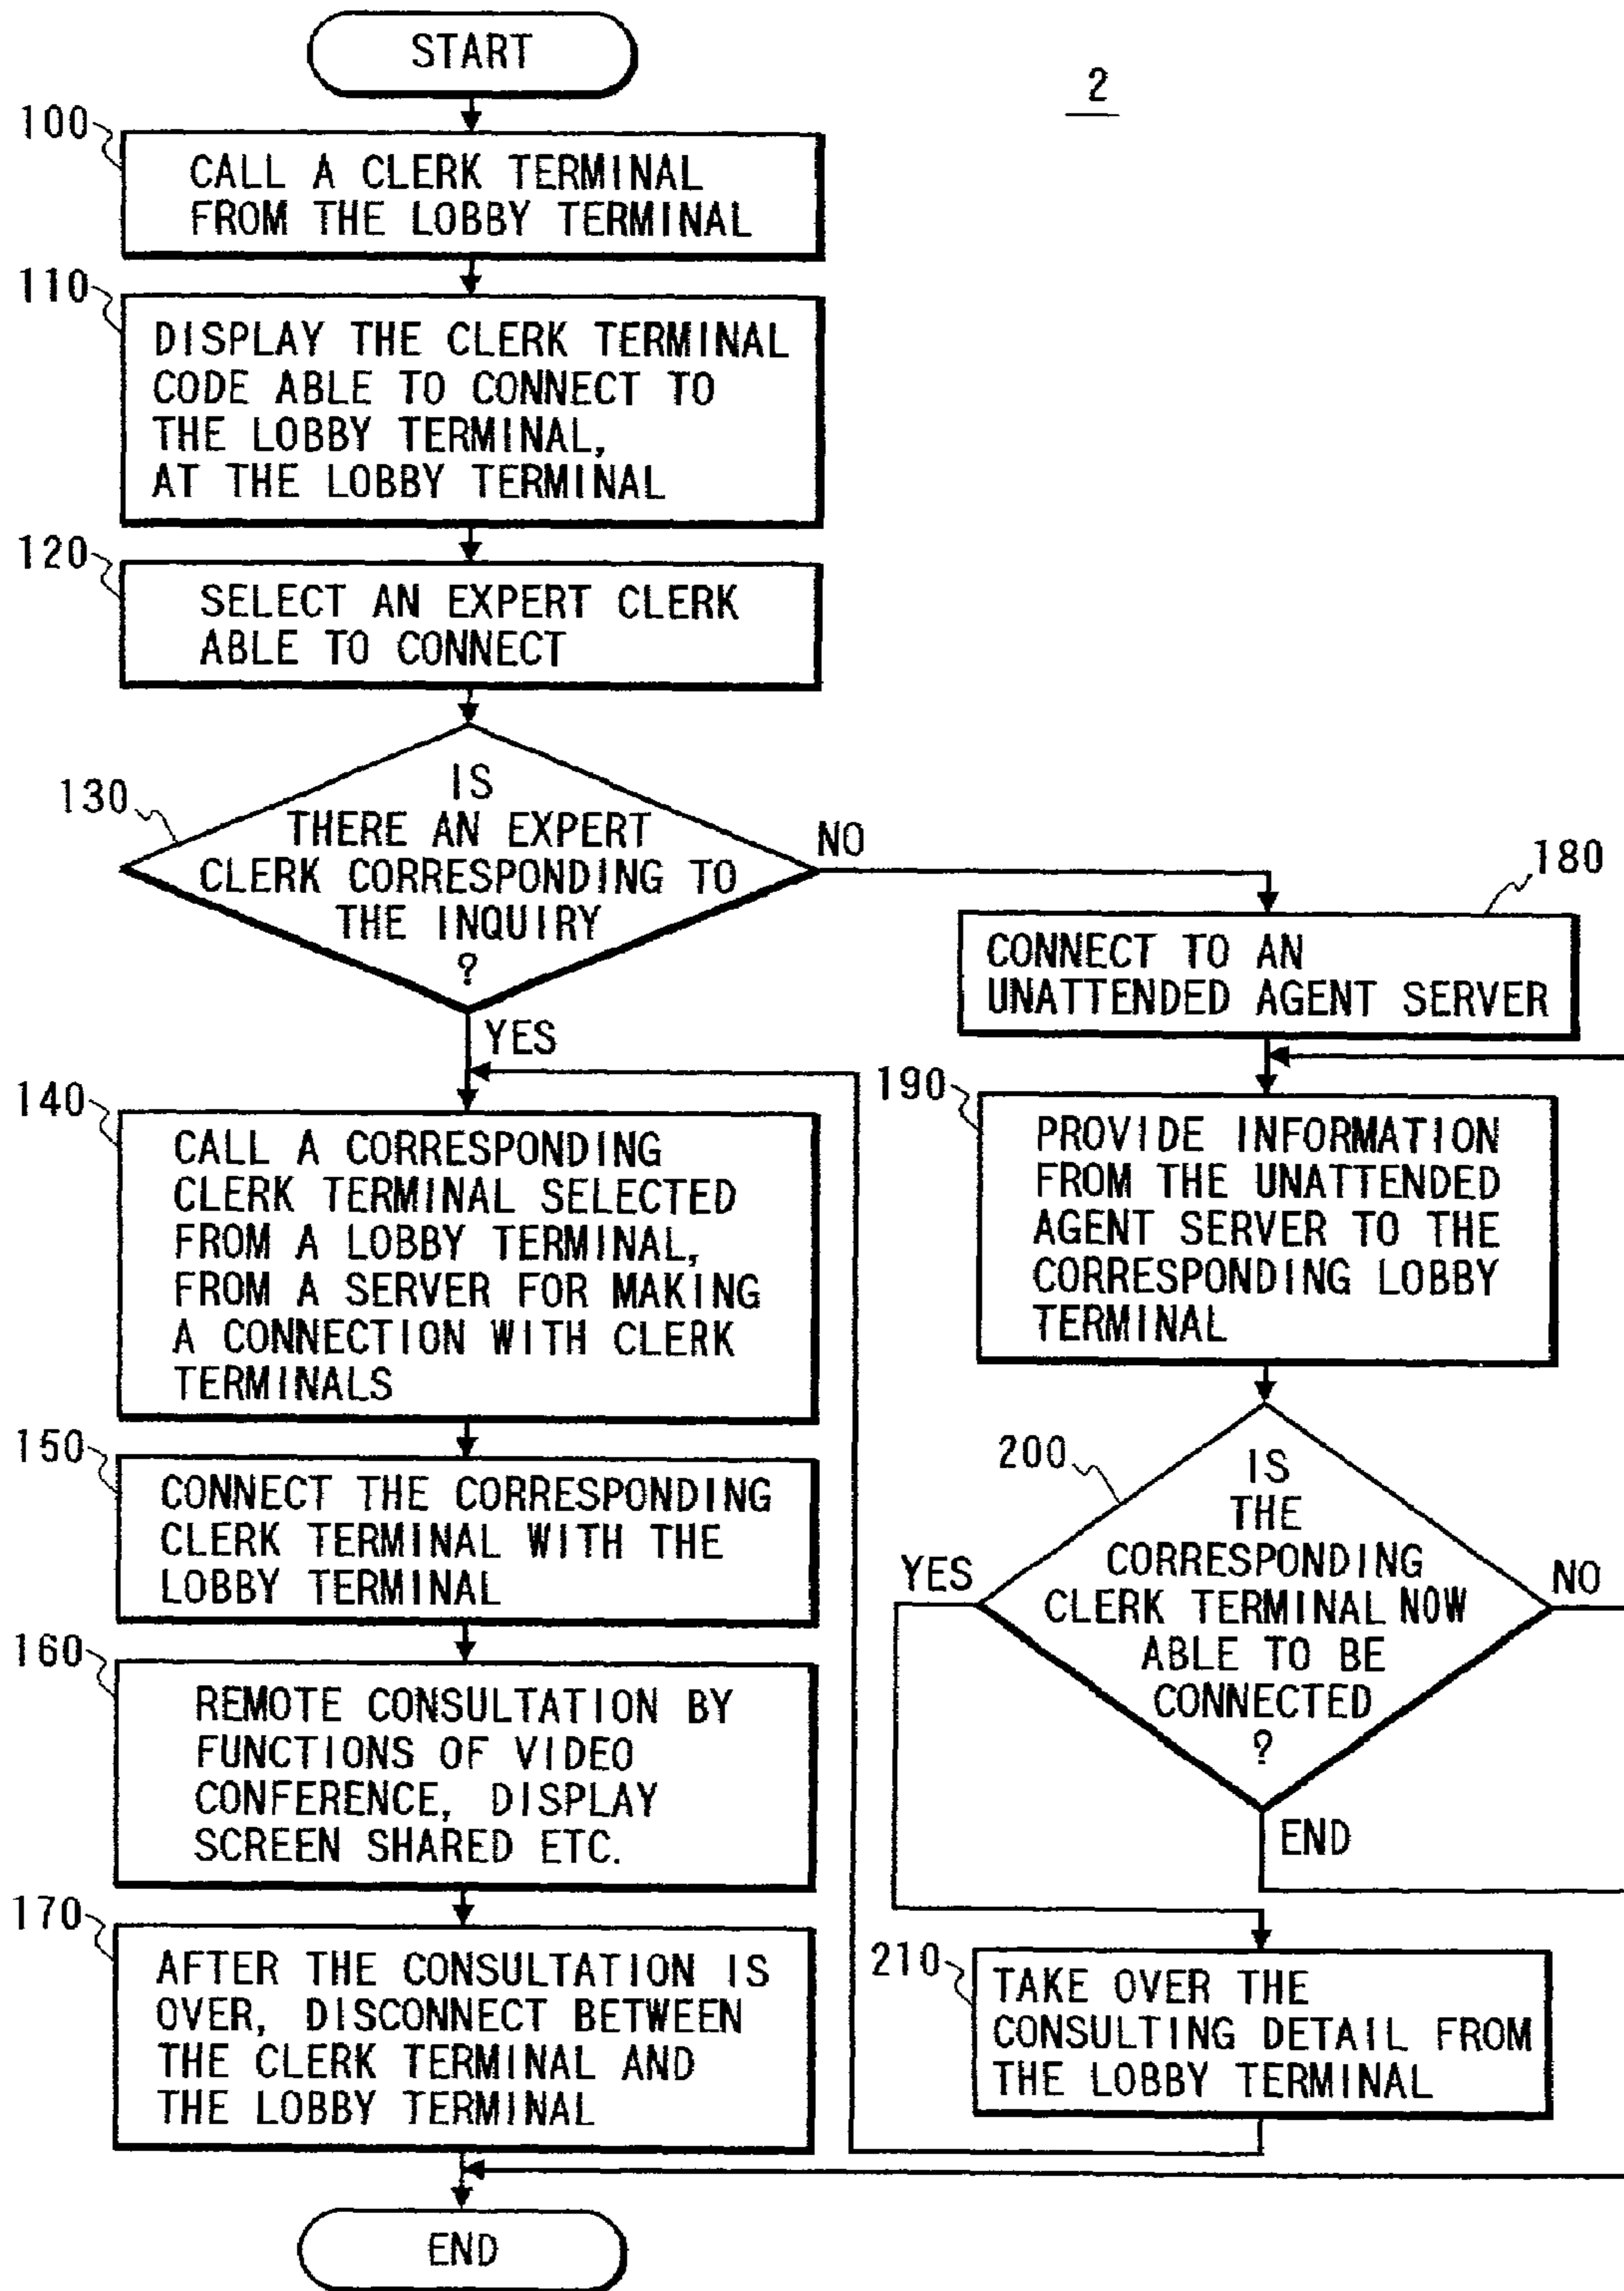 START
2
100
CALL A CLERK TERMINAL
FROM THE LOBBY TERMINAL
110
DISPLAY THE CLERK TERMINAL
CODE ABLE TO CONNECT TO
THE LOBBY TERMINAL,
AT THE LOBBY TERMINAL
120
SELECT AN EXPERT CLERK
ABLE TO CONNECT
130
IS
THERE AN EXPERT
CLERK CORRESPONDING TO
THE INQUIRY
?
NO
YES
140
CALL A CORRESPONDING
CLERK TERMINAL SELECTED
FROM A LOBBY TERMINAL,
FROM A SERVER FOR MAKING
A CONNECTION WITH CLERK
TERMINALS
150
CONNECT THE CORRESPONDING
CLERK TERMINAL WITH THE
LOBBY TERMINAL
160
REMOTE CONSULTATION BY
FUNCTIONS OF VIDEO
CONFERENCE, DISPLAY
SCREEN SHARED ETC.
170
AFTER THE CONSULTATION IS
OVER, DISCONNECT BETWEEN
THE CLERK TERMINAL AND
THE LOBBY TERMINAL
END
180
CONNECT TO AN
UNATTENDED AGENT SERVER
190
PROVIDE INFORMATION
FROM THE UNATTENDED
AGENT SERVER TO THE
CORRESPONDING LOBBY
TERMINAL
200
IS
THE
CORRESPONDING
CLERK TERMINAL NOW
ABLE TO BE
CONNECTED
?
YES
NO
END
210
TAKE OVER THE
CONSULTING DETAIL FROM
THE LOBBY TERMINAL